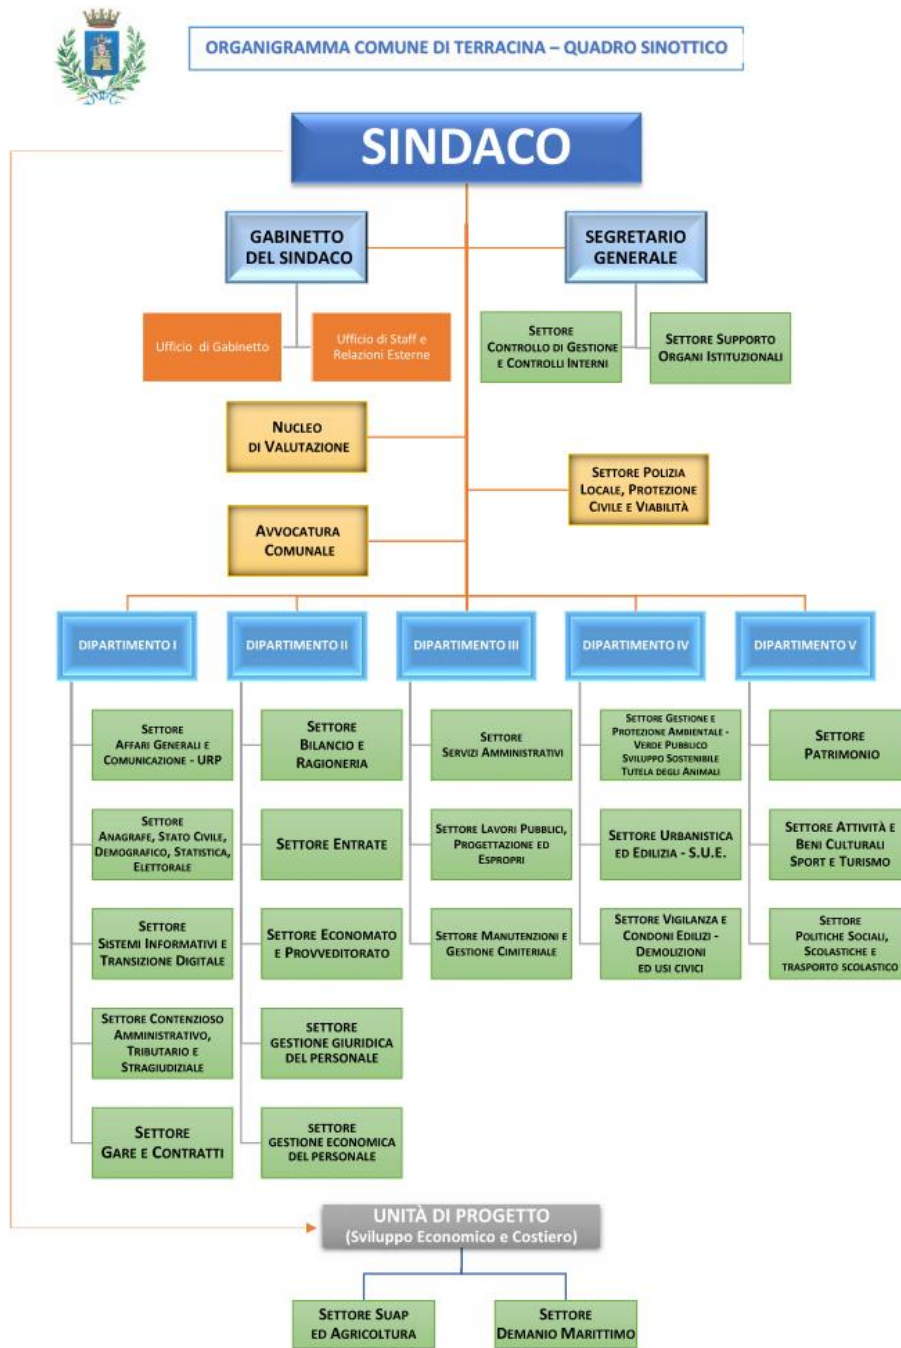 ORGANIGRAMMA COMUNE DI TERRACINA – QUADRO SINOTTICO
SINDACO
GABINETTO
DEL SINDACO
SEGRETARIO
GENERALE
Ufficio di Gabinetto
Ufficio di Staff e
Relazioni Esterne
SETTORE
CONTROLLO DI GESTIONE
E CONTROLLI INTERNI
SETTORE SUPPORTO
ORGANI ISTITUZIONALI
NUCLEO
DI VALUTAZIONE
SETTORE POLIZIA
LOCALE, PROTEZIONE
CIVILE E VIABILITÀ
AVVOCATURA
COMUNALE
DIPARTIMENTO I
DIPARTIMENTO II
DIPARTIMENTO III
DIPARTIMENTO IV
DIPARTIMENTO V
SETTORE
AFFARI GENERALI E
COMUNICAZIONE - URP
SETTORE
BILANCIO E
RAGIONERIA
SETTORE
SERVIZI AMMINISTRATIVI
SETTORE GESTIONE E
PROTEZIONE AMBIENTALE -
VERDE PUBBLICO
SVILUPPO SOSTENIBILE
TUTELA DEGLI ANIMALI
SETTORE
PATRIMONIO
SETTORE
ANAGRAFE, STATO CIVILE,
DEMOGRAFICO, STATISTICA,
ELETTORALE
SETTORE ENTRATE
SETTORE LAVORI PUBBLICI,
PROGETTAZIONE ED
ESPROPRI
SETTORE URBANISTICA
ED EDILIZIA - S.U.E.
SETTORE ATTIVITÀ E
BENI CULTURALI
SPORT E TURISMO
SETTORE
SISTEMI INFORMATIVI E
TRANSIZIONE DIGITALE
SETTORE ECONOMATO
E PROVVEDITORATO
SETTORE MANUTENZIONI E
GESTIONE CIMITERIALE
SETTORE VIGILANZA E
CONDONI EDILIZI -
DEMOLIZIONI
ED USI CIVICI
SETTORE
POLITICHE SOCIALI,
SCOLASTICHE E
TRASPORTO SCOLASTICO
SETTORE CONTENZIOSO
AMMINISTRATIVO,
TRIBUTARIO E
STRAGIUDIZIALE
SETTORE
GESTIONE GIURIDICA
DEL PERSONALE
SETTORE
GARE E CONTRATTI
SETTORE
GESTIONE ECONOMICA
DEL PERSONALE
UNITÀ DI PROGETTO
(Sviluppo Economico e Costiero)
SETTORE SUAP
ED AGRICOLTURA
SETTORE
DEMANIO MARITTIMO